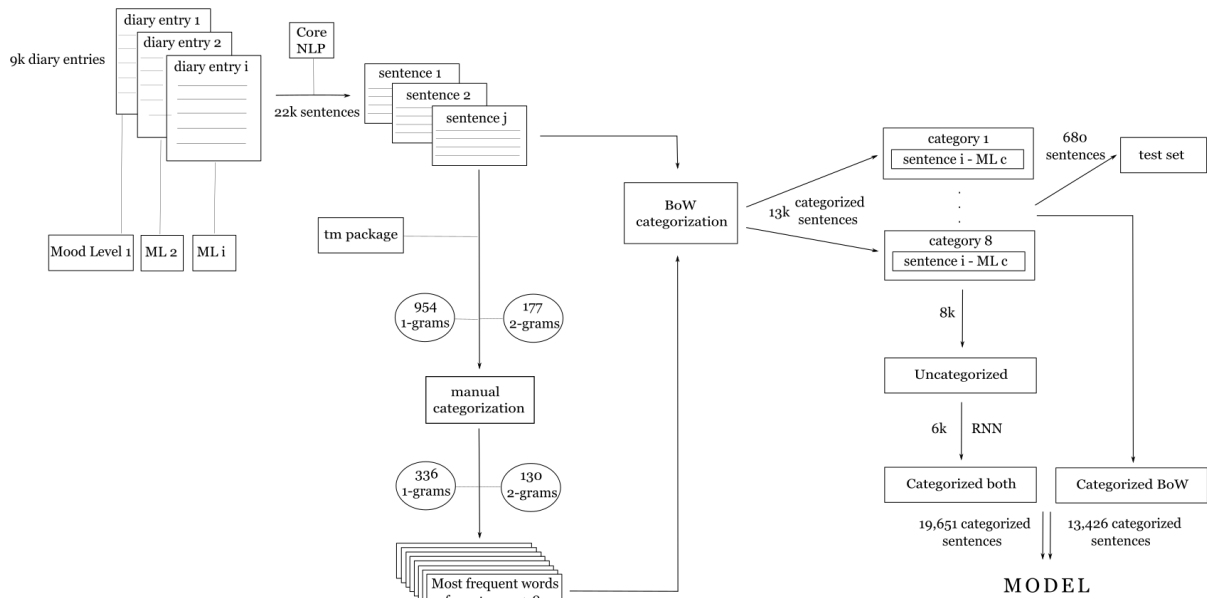 diary entry 1
diary entry 2
diary entry i
9k diary entries
Core
NLP
22k sentences
sentence 1
sentence 2
sentence j
Mood Level 1
ML 2
ML i
tm package
954
1-grams
177
2-grams
manual
categorization
336
1-grams
130
2-grams
Most frequent words
BoW
categorization
13k categorized
sentences
category 1
sentence i - ML c
.
.
.
category 8
sentence i - ML c
680
sentences
test set
8k
Uncategorized
6k
RNN
Categorized both
Categorized BoW
19,651 categorized
sentences
13,426 categorized
sentences
MODEL